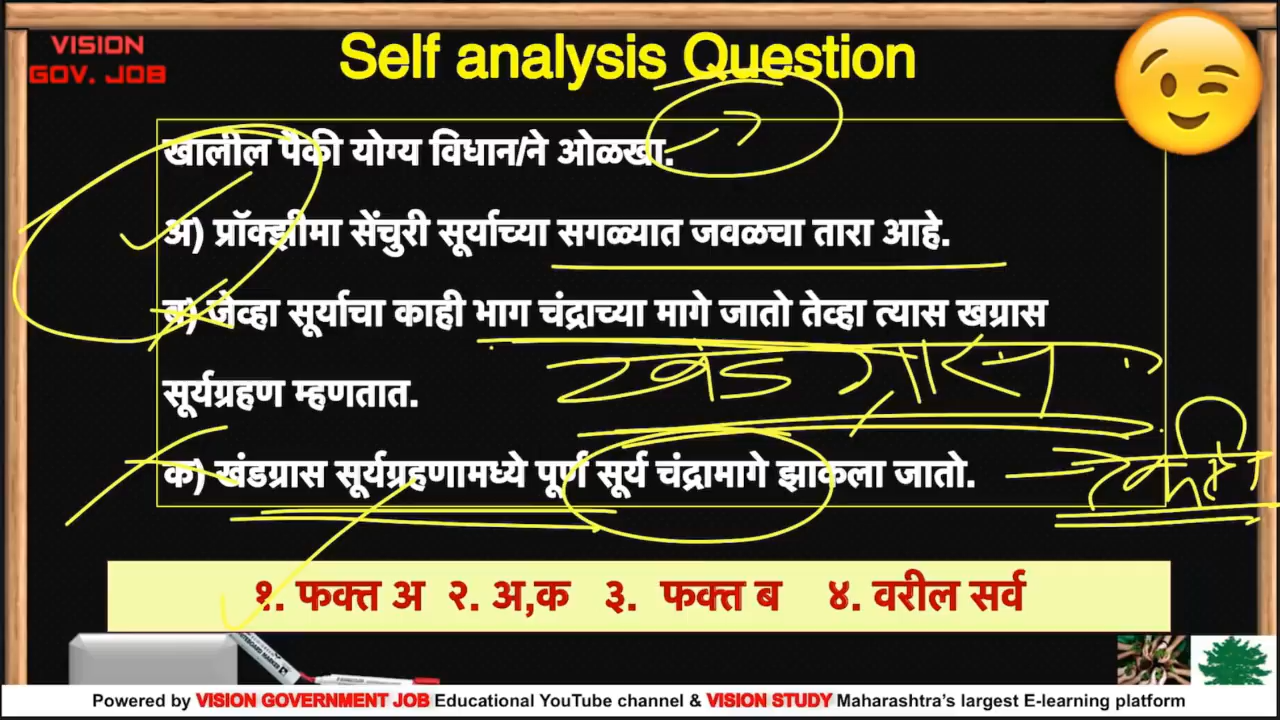 VISION
GOV. JOB
Self analysis Question
खालील पैकी योग्य विधान/ने ओळखा.
अ) प्रॉक्झीमा सेंचुरी सूर्याच्या सगळ्यात जवळचा तारा आहे.
ब) जेव्हा सूर्याचा काही भाग चंद्राच्या मागे जातो तेव्हा त्यास खग्रास
खंडग्रास
सूर्यग्रहण म्हणतात.
क) खंडग्रास सूर्यग्रहणामध्ये पूर्ण सूर्य चंद्रामागे झाकला जातो.
१. फक्त अ २. अ,क ३. फक्त ब ४. वरील सर्व
Powered by VISION GOVERNMENT JOB Educational YouTube channel & VISION STUDY Maharashtra's largest E-learning platform